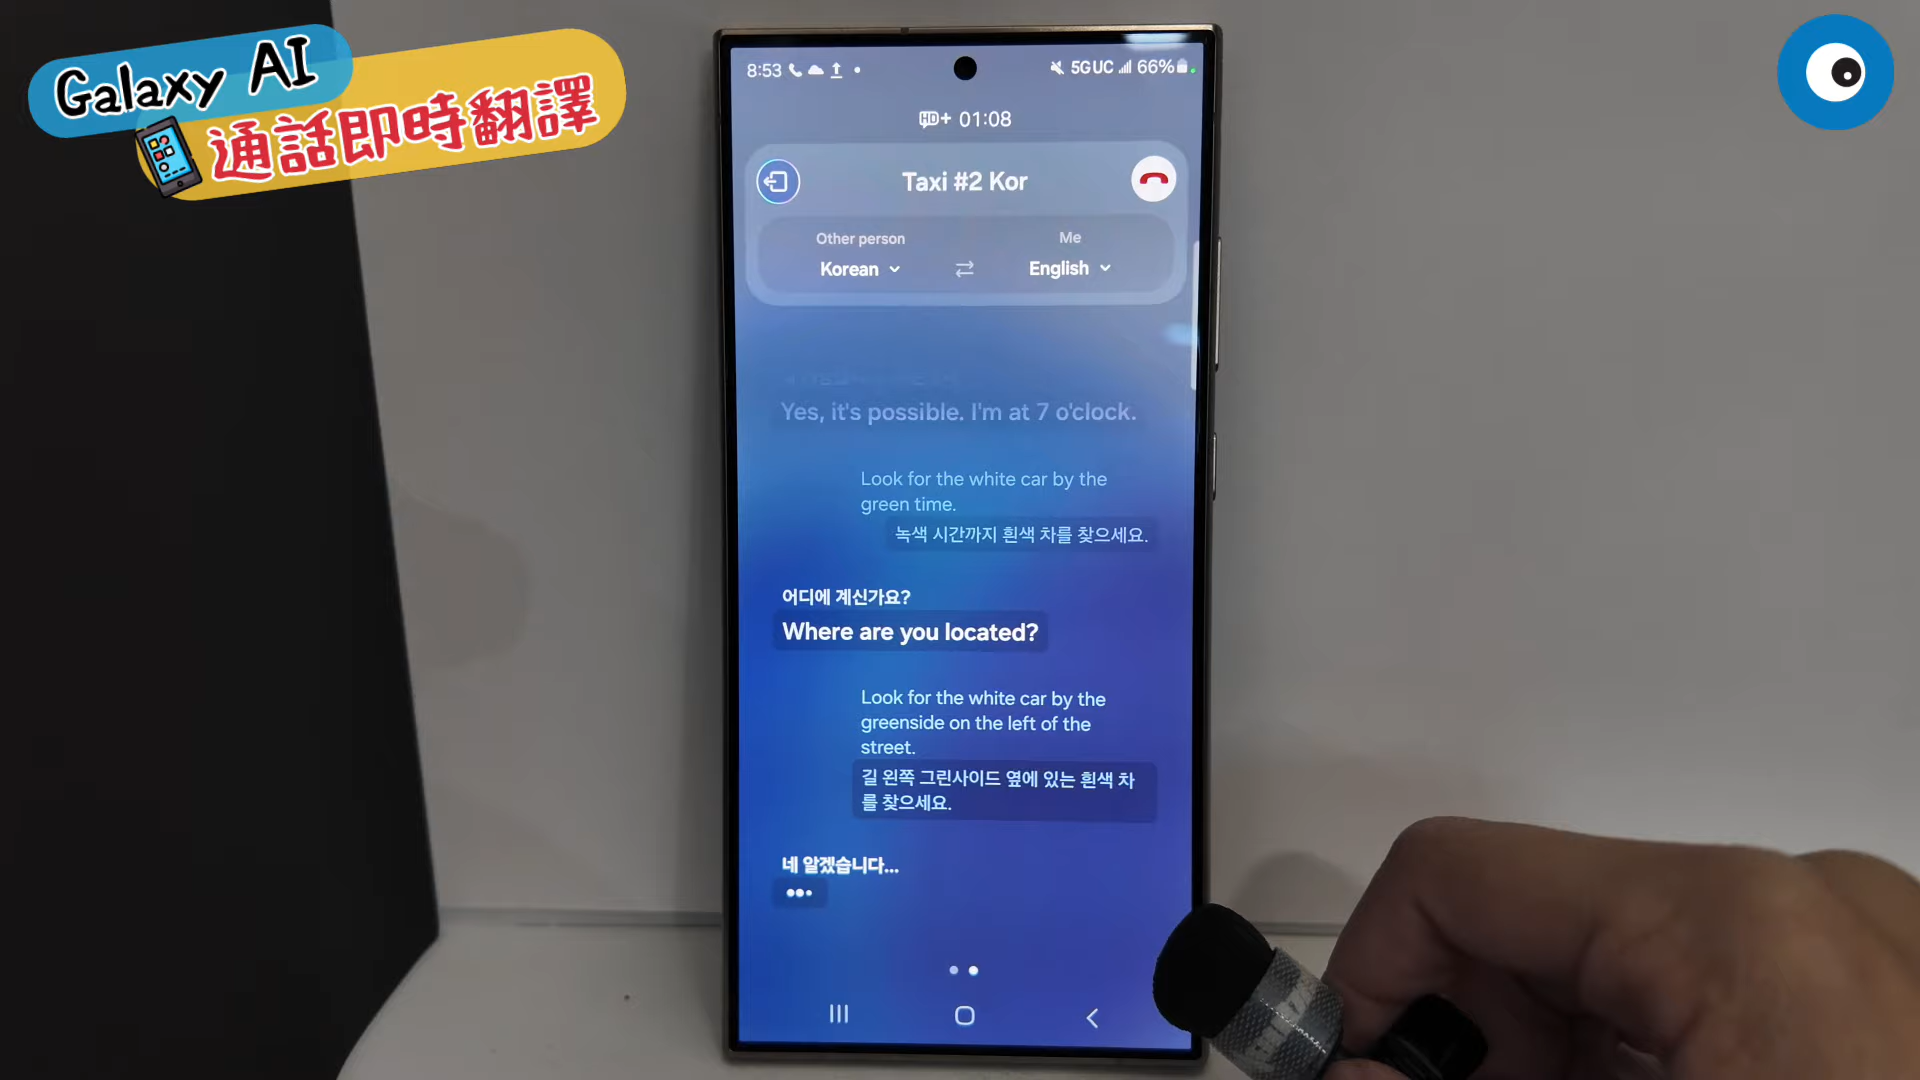 Galaxy AI
通話即時翻譯
8:53
5GUC 66%
HD+ 01:08
Taxi #2 Kor
Other person
Me
Korean
English
Yes, it's possible. I'm at 7 o'clock.
Look for the white car by the
green time.
녹색 시간까지 흰색 차를 찾으세요.
어디에 계신가요?
Where are you located?
Look for the white car by the
greenside on the left of the
street.
길 왼쪽 그린사이드 옆에 있는 흰색 차
를 찾으세요.
네 알겠습니다...